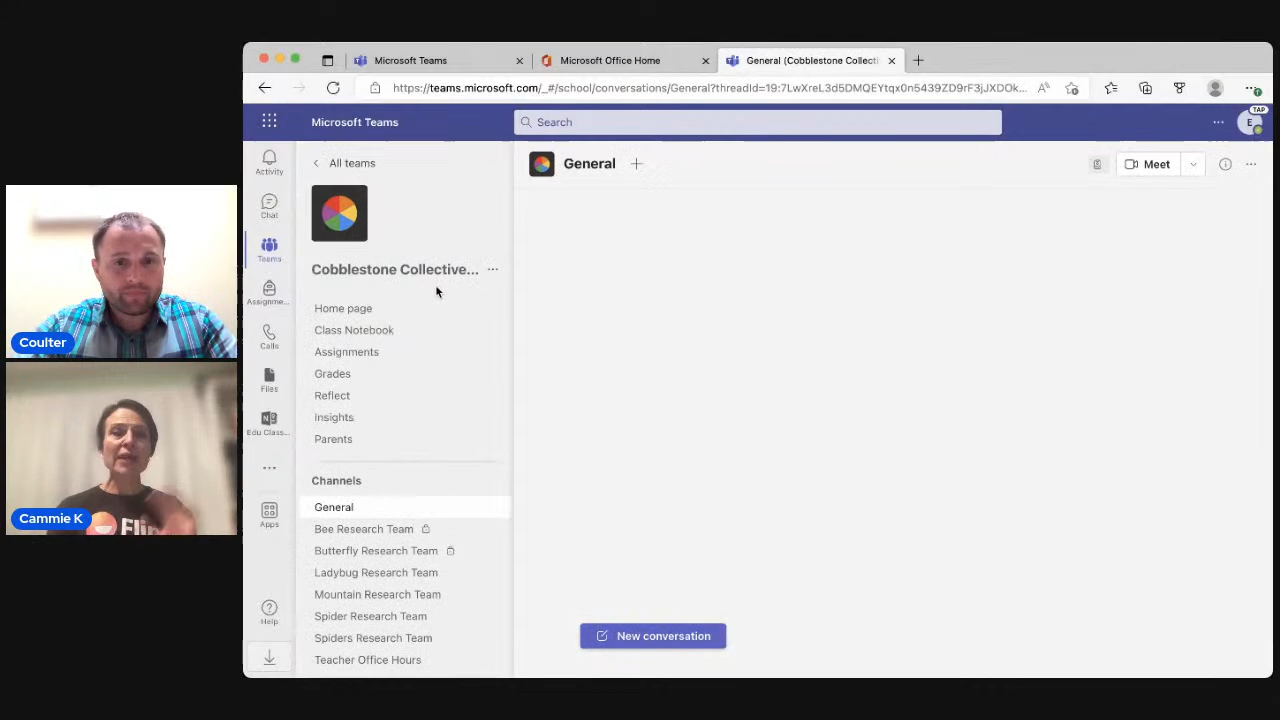 Microsoft Teams
Microsoft Office Home
General (Cobblestone Collecti
https://teams.microsoft.com/_#/school/conversations/General?threadId=19:7LwXreL3d5DMQEYtqx0n5439ZD9rF3jJXDOk...
Microsoft Teams
Search
TAP
E
Activity
Chat
Teams
Assignme...
Calls
Files
Edu Class...
Apps
Help
All teams
Cobblestone Collective...
Home page
Class Notebook
Assignments
Grades
Reflect
Insights
Parents
Channels
General
Bee Research Team
Butterfly Research Team
Ladybug Research Team
Mountain Research Team
Spider Research Team
Spiders Research Team
Teacher Office Hours
General
Meet
New conversation
Coulter
Cammie K
Flip